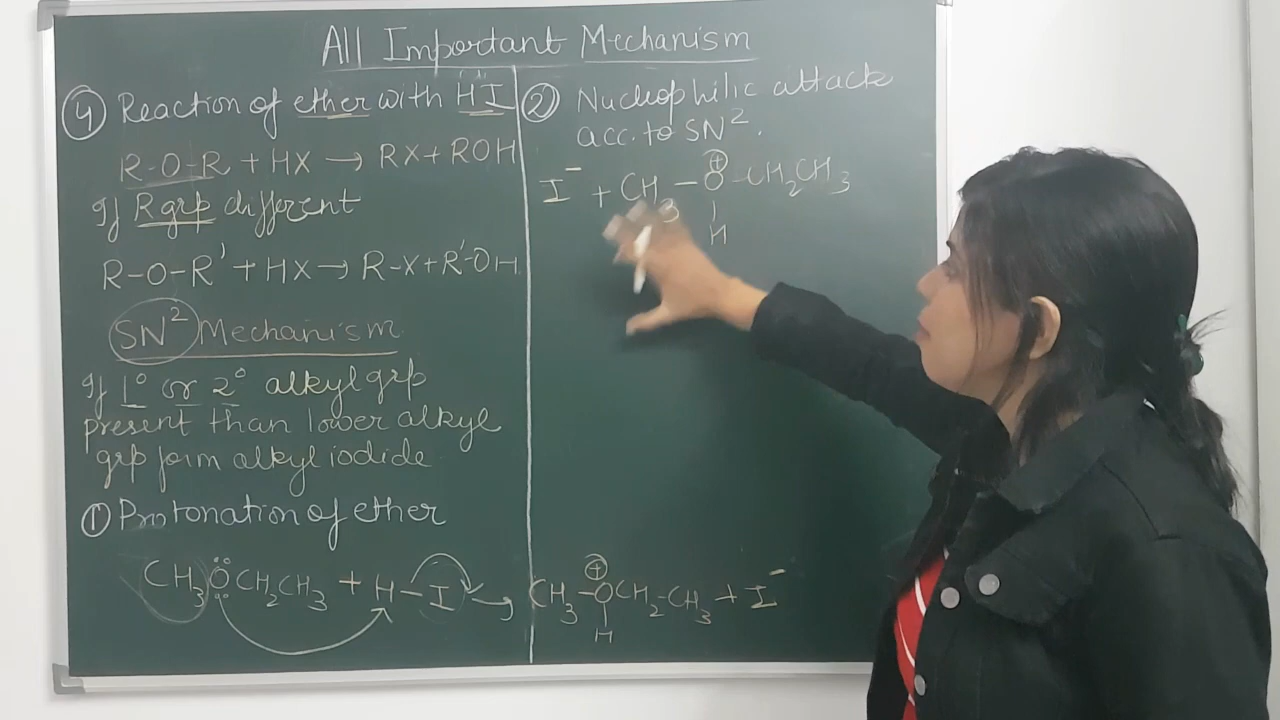 All Important Mechanism
④ Reaction of ether with HI
R-O-R + HX → RX + ROH
If R grp different
R-O-R' + HX → R-X + R'-OH
SN² Mechanism
If 1° or 2° alkyl grp
present than lower alkyl
grp form alkyl iodide
① Protonation of ether
CH₃ÖCH₂CH₃ + H-I → CH₃-O⊕CH₂-CH₃ + I⁻
H
② Nucleophilic attack
acc. to SN².
I⁻ + CH₃ - O⊕ - CH₂CH₃
H